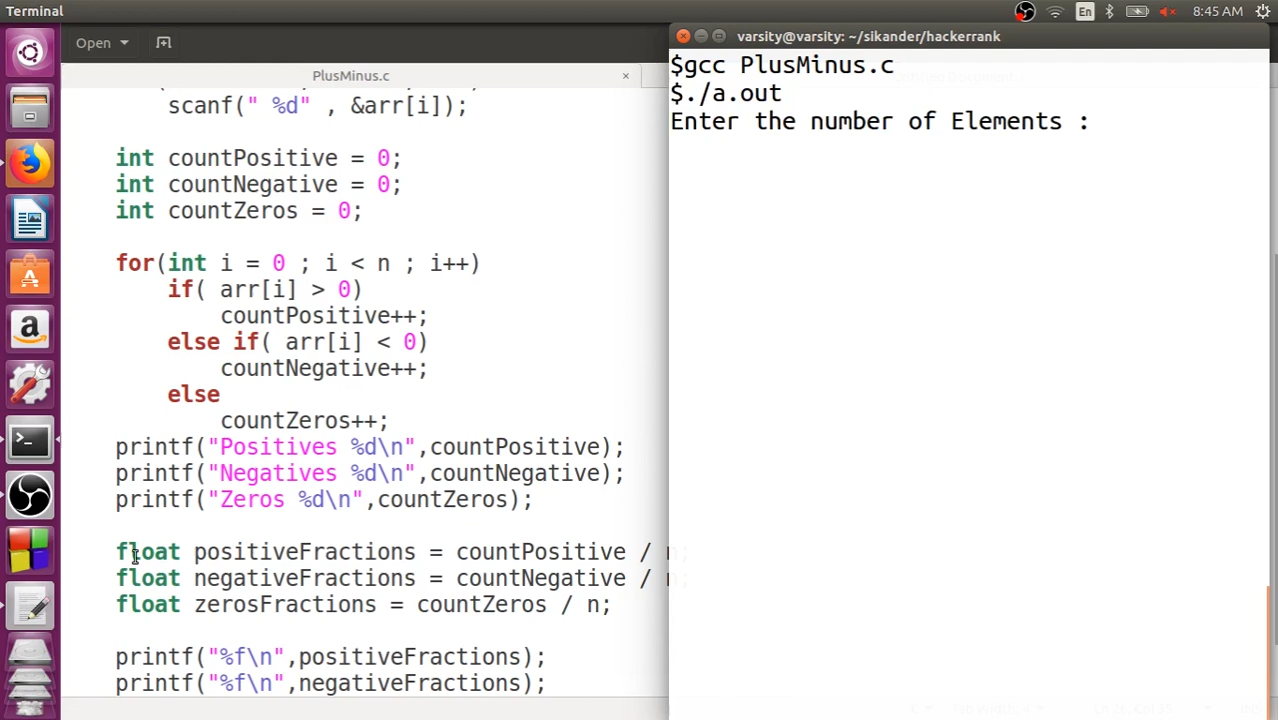 Terminal
En
8:45 AM
Open
varsity@varsity: ~/sikander/hackerrank
PlusMinus.c
scanf(" %d" , &arr[i]);
int countPositive = 0;
int countNegative = 0;
int countZeros = 0;
for(int i = 0 ; i < n ; i++)
if( arr[i] > 0)
countPositive++;
else if( arr[i] < 0)
countNegative++;
else
countZeros++;
printf("Positives %d\n",countPositive);
printf("Negatives %d\n",countNegative);
printf("Zeros %d\n",countZeros);
float positiveFractions = countPositive / n;
float negativeFractions = countNegative / n;
float zerosFractions = countZeros / n;
printf("%f\n",positiveFractions);
printf("%f\n",negativeFractions);
$gcc PlusMinus.c
$./a.out
Enter the number of Elements :